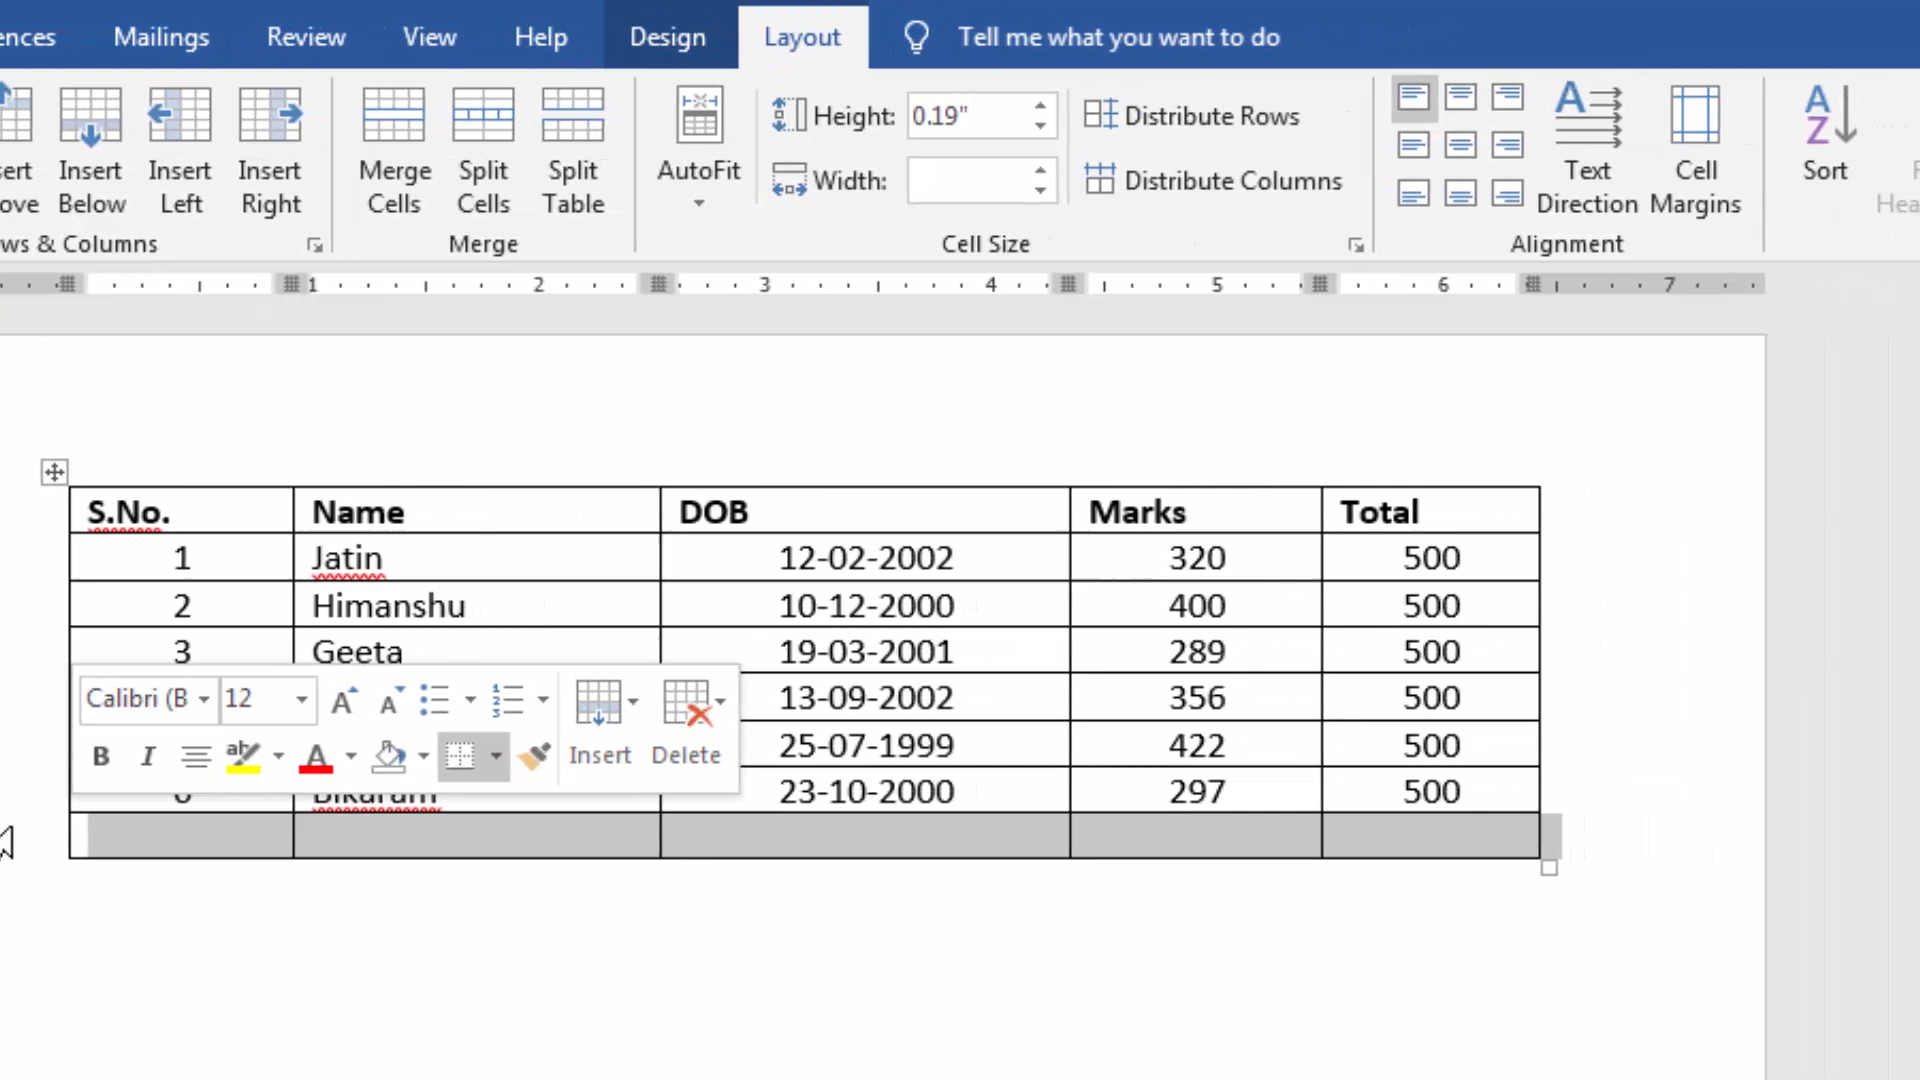 ences Mailings Review View Help Design Layout Tell me what you want to do
ert Insert Insert Insert Merge Split Split AutoFit Height: 0.19" Distribute Rows Text Cell Sort
ove Below Left Right Cells Cells Table Width: Distribute Columns Direction Margins Hea
ws & Columns Merge Cell Size Alignment
1 2 3 4 5 6 7
S.No. Name DOB Marks Total
1 Jatin 12-02-2002 320 500
2 Himanshu 10-12-2000 400 500
3 Geeta 19-03-2001 289 500
Calibri (B 12 13-09-2002 356 500
B I A Insert Delete 25-07-1999 422 500
23-10-2000 297 500